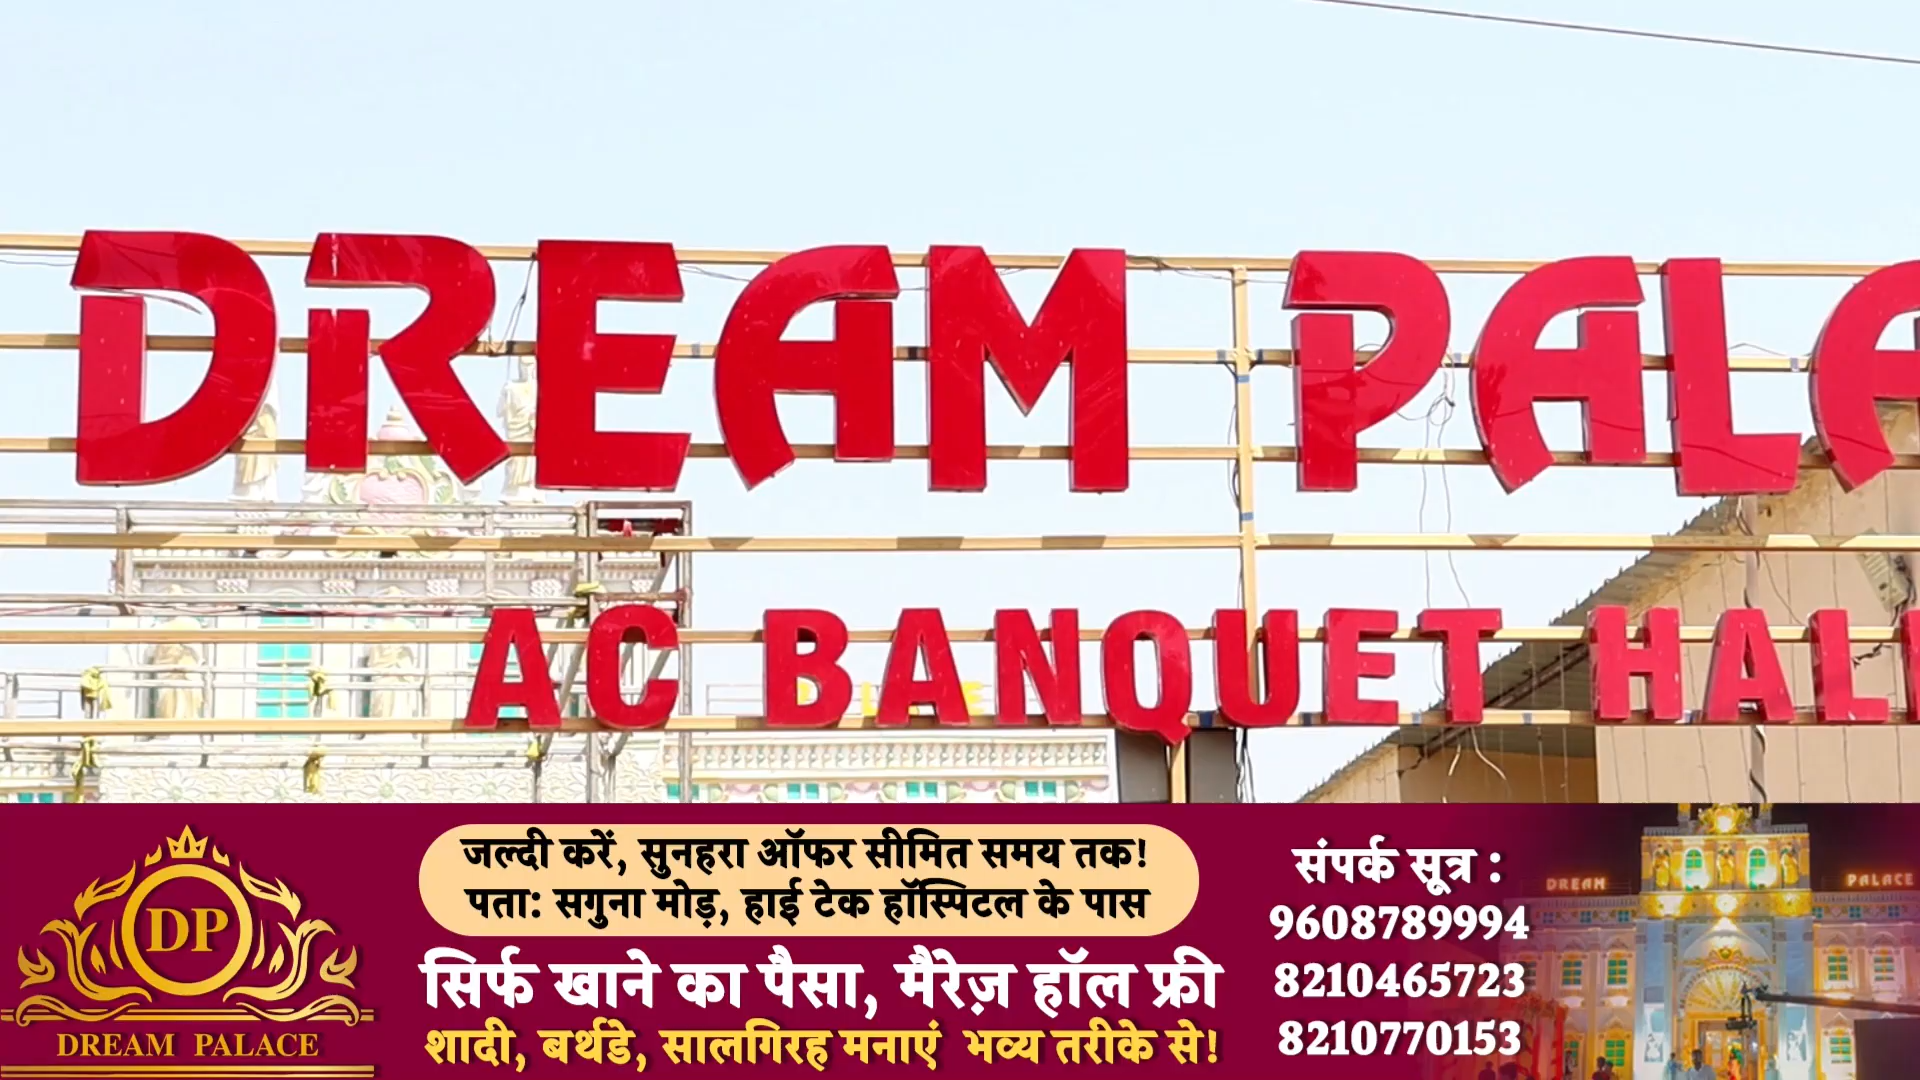 DREAM PALA
AC BANQUET HAL
DP
DREAM PALACE
जल्दी करें, सुनहरा ऑफर सीमित समय तक!
पता: सगुना मोड़, हाई टेक हॉस्पिटल के पास
सिर्फ खाने का पैसा, मैरेज़ हॉल फ्री
शादी, बर्थडे, सालगिरह मनाएं भव्य तरीके से!
संपर्क सूत्र :
9608789994
8210465723
8210770153
DREAM PALACE